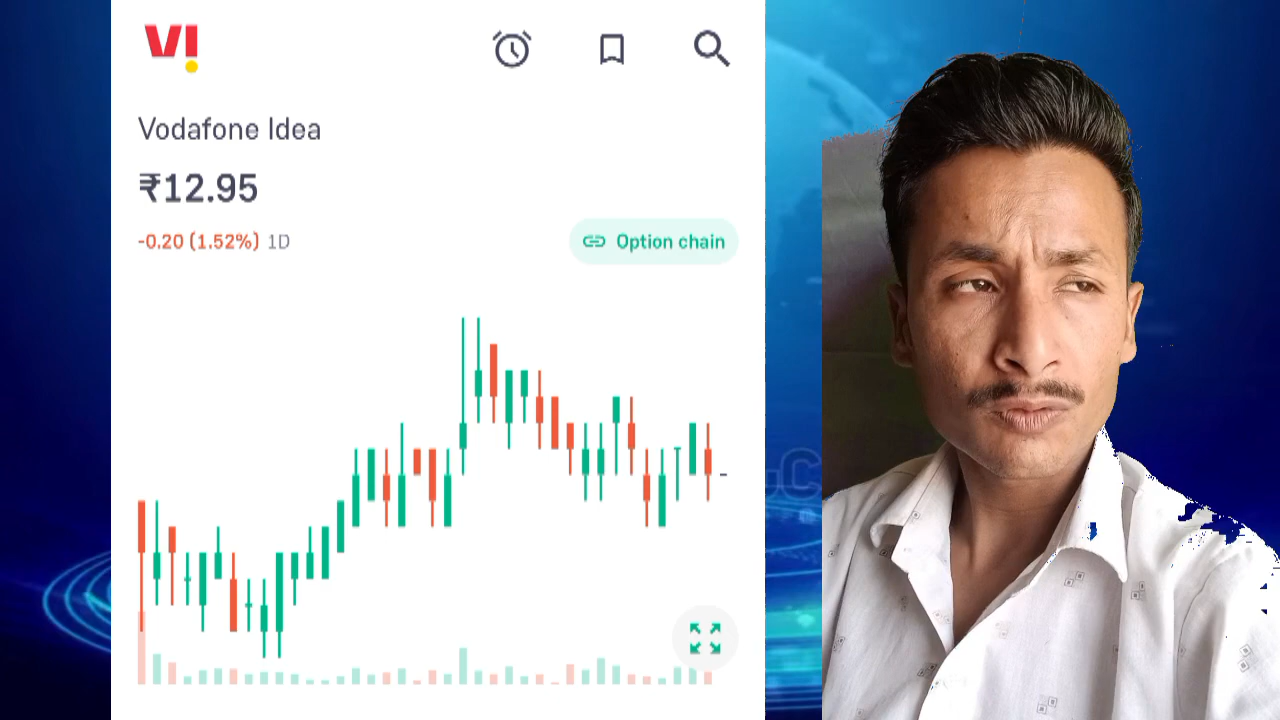 VI
Vodafone Idea
₹12.95
-0.20 (1.52%) 1D
Option chain